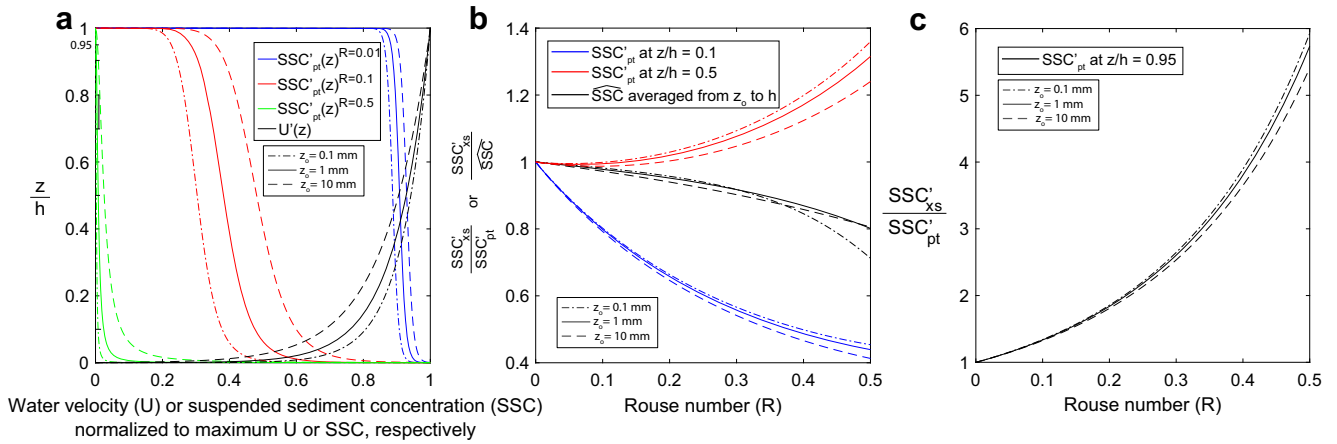 a
1
0.95
0.8
0.6
0.4
0.2
0
z
h
SSC'pt(z)R=0.01
SSC'pt(z)R=0.1
SSC'pt(z)R=0.5
U'(z)
zo= 0.1 mm
zo= 1 mm
zo= 10 mm
0 0.2 0.4 0.6 0.8 1
Water velocity (U) or suspended sediment concentration (SSC)
normalized to maximum U or SSC, respectively
b
1.4
1.2
1
0.8
0.6
0.4
SSC'xs
SSC'pt
or
SSC'xs
SSC
SSC'pt at z/h = 0.1
SSC'pt at z/h = 0.5
SSC averaged from zo to h
zo= 0.1 mm
zo= 1 mm
zo= 10 mm
0 0.1 0.2 0.3 0.4 0.5
Rouse number (R)
c
6
5
4
3
2
1
SSC'xs
SSC'pt
SSC'pt at z/h = 0.95
zo= 0.1 mm
zo= 1 mm
zo= 10 mm
0 0.1 0.2 0.3 0.4 0.5
Rouse number (R)